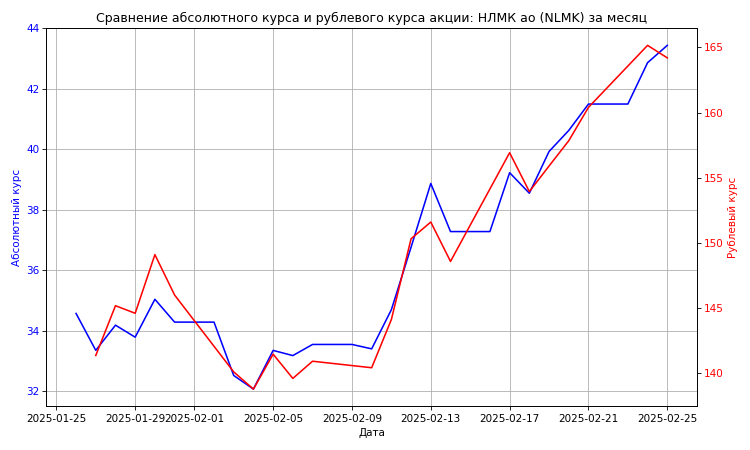 Сравнение абсолютного курса и рублевого курса акции: НЛМК ао (NLMK) за месяц
44
42
40
38
36
34
32
Абсолютный курс
165
160
155
150
145
140
Рублевый курс
2025-01-25 2025-01-29 2025-02-01 2025-02-05 2025-02-09 2025-02-13 2025-02-17 2025-02-21 2025-02-25
Дата